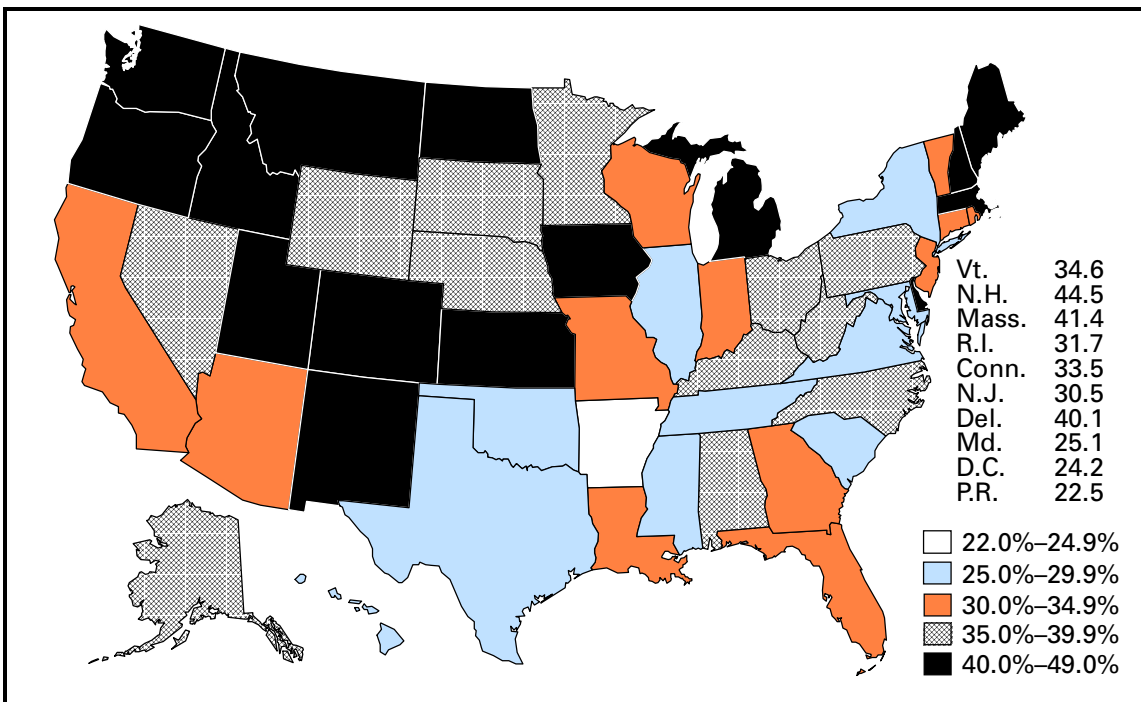 Vt. 34.6
N.H. 44.5
Mass. 41.4
R.I. 31.7
Conn. 33.5
N.J. 30.5
Del. 40.1
Md. 25.1
D.C. 24.2
P.R. 22.5
22.0%–24.9%
25.0%–29.9%
30.0%–34.9%
35.0%–39.9%
40.0%–49.0%